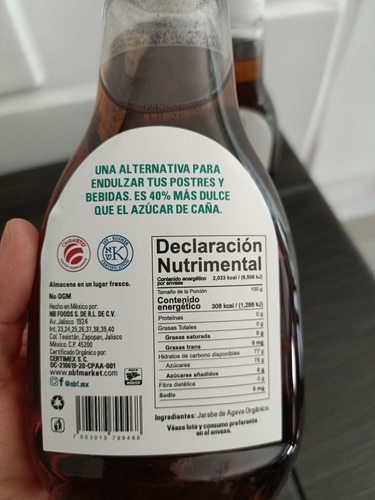 UNA ALTERNATIVA PARA
ENDULZAR TUS POSTRES Y
BEBIDAS. ES 40% MÁS DULCE
QUE EL AZÚCAR DE CAÑA.
Almacene en un lugar fresco.
No OGM
Hecho en México por:
NB FOODS S. DE R.L. DE C.V.
Av. Jalisco 1924
Int. 23,24,25,26,37,38,39,40
Col. Tesistán, Zapopan, Jalisco
México. C.P. 45200
Certificado Orgánico por:
CERTIMEX S. C.
OC-210615-20-CPAA-001
www.nbfmarket.com
@nbf.mx
7 503019 799468
Declaración
Nutrimental
Contenido energético por envase 2,033 kcal / (8,506 kJ)
Tamaño de la Porción 100 g
Contenido energético 308 kcal / (1,288 kJ)
Proteínas 0 g
Grasas Totales 0 g
Grasas saturada 0 g
Grasas trans 0 mg
Hidratos de carbono disponibles 77 g
Azúcares 75 g
Azúcares añadidos 0 g
Fibra dietética 0 g
Sodio 0 mg
Ingredientes: Jarabe de Agave Orgánico.
Véase lote y consumo preferente
en el envase.